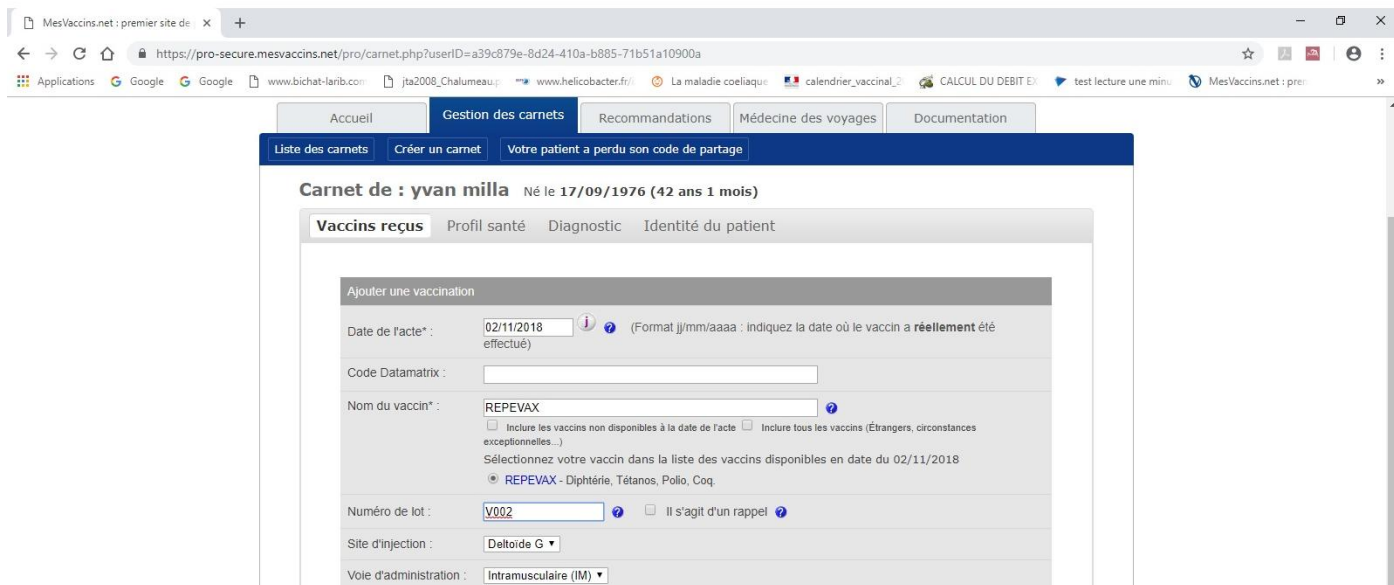 MesVaccins.net : premier site de
https://pro-secure.mesvaccins.net/pro/carnet.php?userID=a39c879e-8d24-410a-b885-71b51a10900a
Applications Google Google www.bichat-larib.com jta2008_Chalumeau.p www.helicobacter.fr/ La maladie coeliaque calendrier_vaccinal_2 CALCUL DU DEBIT EX test lecture une minu MesVaccins.net : prem »
Accueil Gestion des carnets Recommandations Médecine des voyages Documentation
Liste des carnets Créer un carnet Votre patient a perdu son code de partage
Carnet de : yvan milla Né le 17/09/1976 (42 ans 1 mois)
Vaccins reçus Profil santé Diagnostic Identité du patient
Ajouter une vaccination
Date de l'acte* : 02/11/2018 (Format jj/mm/aaaa : indiquez la date où le vaccin a réellement été
effectué)
Code Datamatrix :
Nom du vaccin* : REPEVAX
Inclure les vaccins non disponibles à la date de l'acte Inclure tous les vaccins (Étrangers, circonstances
exceptionnelles...)
Sélectionnez votre vaccin dans la liste des vaccins disponibles en date du 02/11/2018
REPEVAX - Diphtérie, Tétanos, Polio, Coq.
Numéro de lot : V002 Il s'agit d'un rappel
Site d'injection : Deltoïde G
Voie d'administration : Intramusculaire (IM)